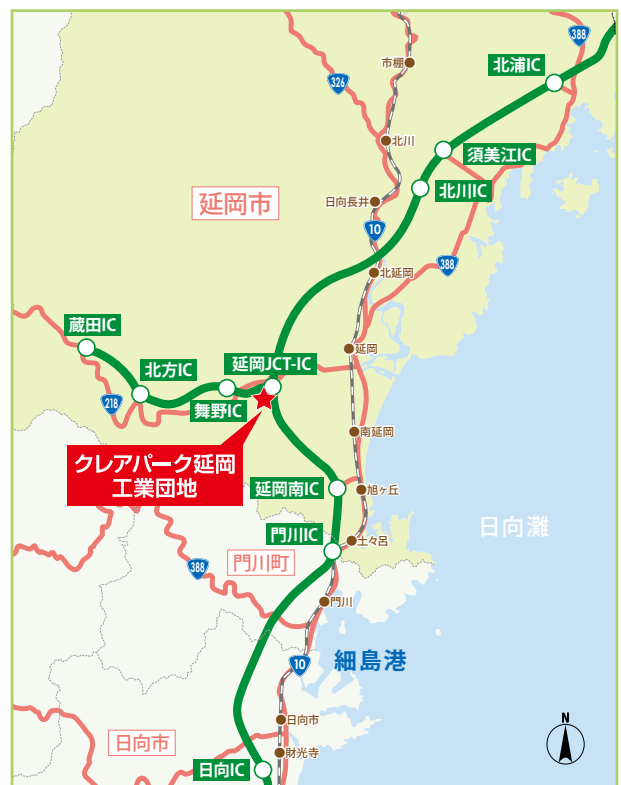 388
北浦IC
市棚
326
須美江IC
北川
北川IC
延岡市
日向長井
10
388
北延岡
蔵田IC
延岡
延岡JCT-IC
北方IC
218
舞野IC
南延岡
クレアパーク延岡
工業団地
延岡南IC
旭ヶ丘
日向灘
門川IC
土々呂
門川町
388
門川
10
細島港
N
日向市
日向市
財光寺
日向IC